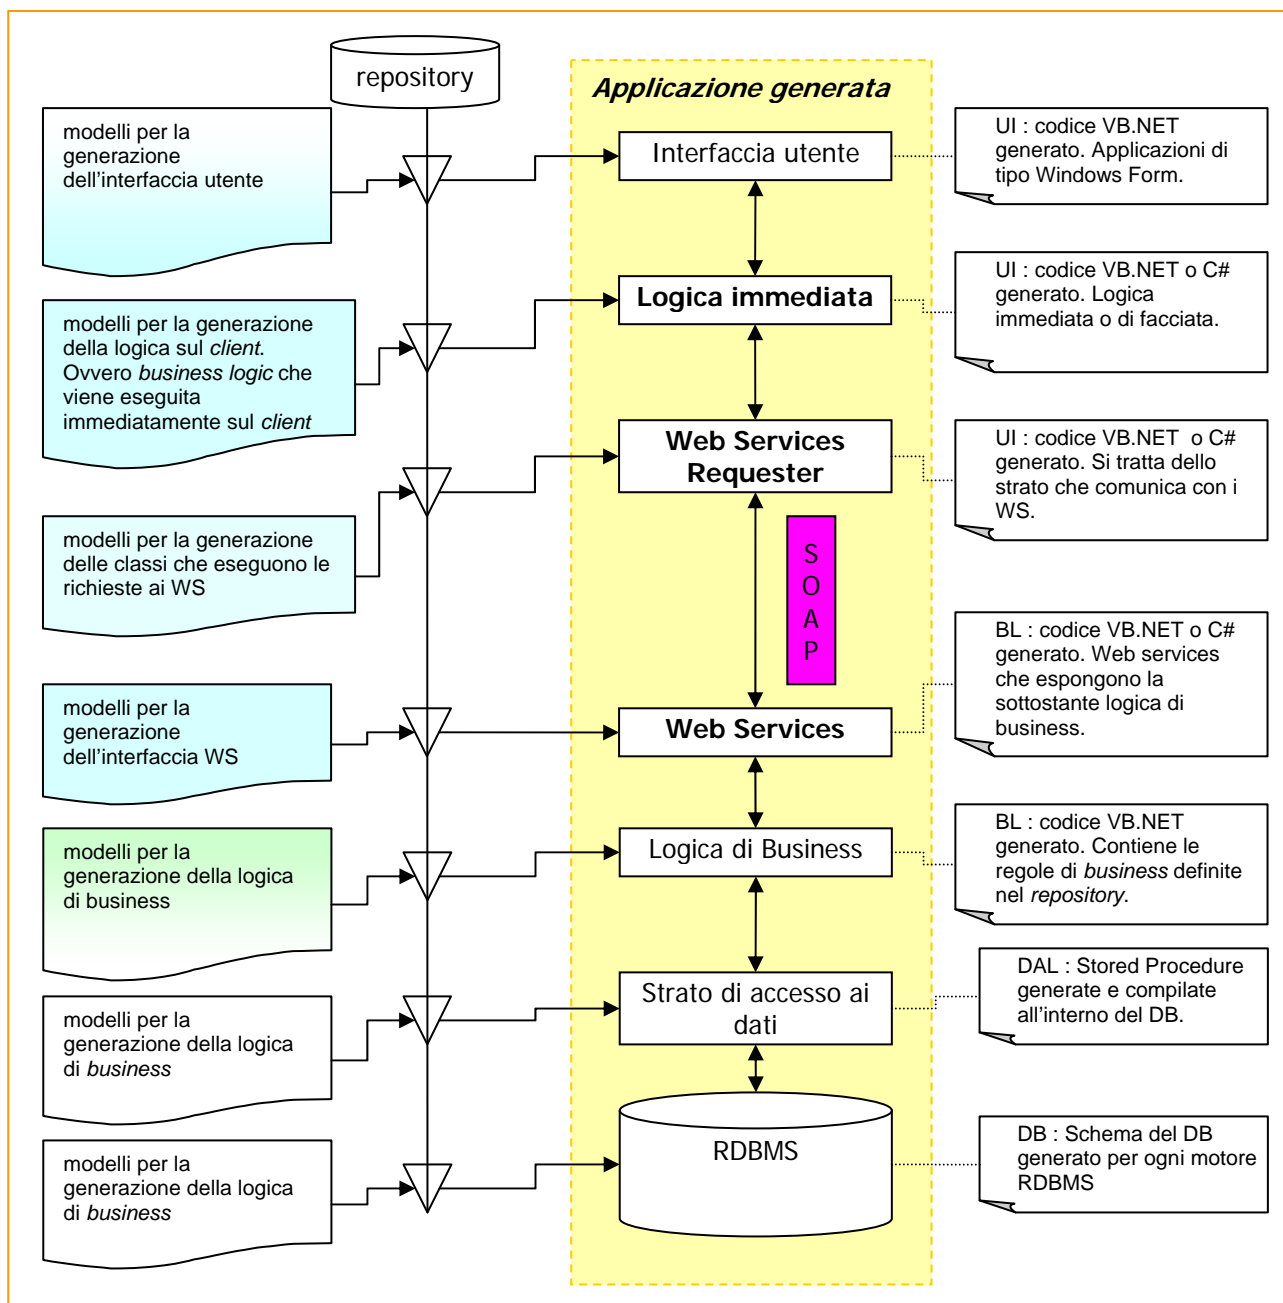 repository
Applicazione generata
modelli per la
generazione
dell'interfaccia utente
Interfaccia utente
UI : codice VB.NET
generato. Applicazioni di
tipo Windows Form.
modelli per la generazione
della logica sul client.
Ovvero business logic che
viene eseguita
immediatamente sul client
Logica immediata
UI : codice VB.NET o C#
generato. Logica
immediata o di facciata.
modelli per la generazione
delle classi che eseguono le
richieste ai WS
Web Services
Requester
UI : codice VB.NET o C#
generato. Si tratta dello
strato che comunica con i
WS.
S
O
A
P
modelli per la
generazione
dell'interfaccia WS
Web Services
BL : codice VB.NET o C#
generato. Web services
che espongono la
sottostante logica di
business.
modelli per la
generazione della logica
di business
Logica di Business
BL : codice VB.NET
generato. Contiene le
regole di business definite
nel repository.
modelli per la
generazione della logica
di business
Strato di accesso ai
dati
DAL : Stored Procedure
generate e compilate
all'interno del DB.
modelli per la
generazione della logica
di business
RDBMS
DB : Schema del DB
generato per ogni motore
RDBMS